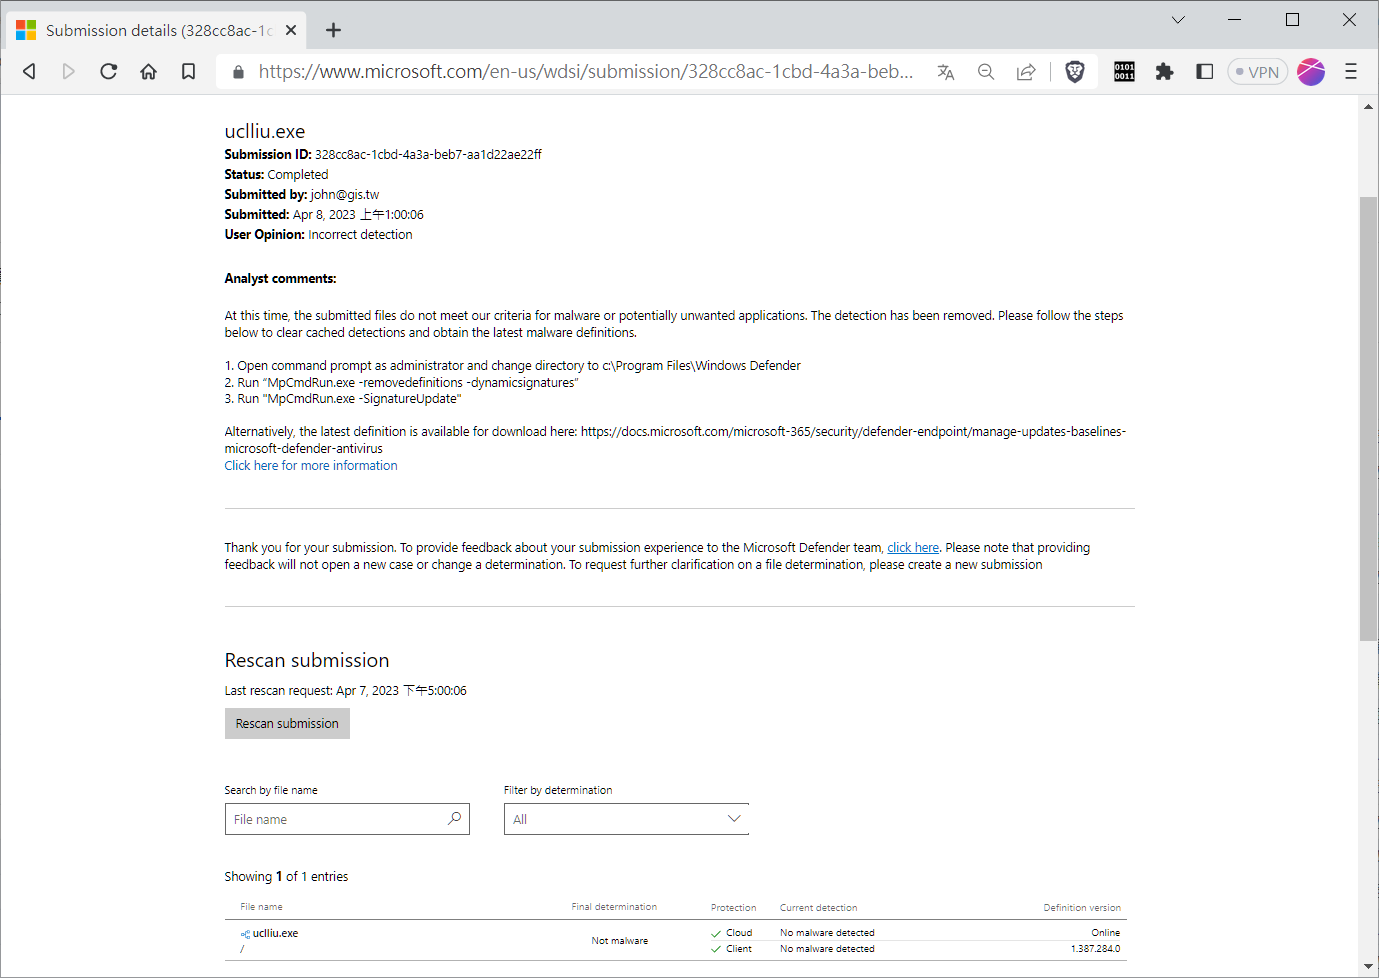 Submission details (328cc8ac-1c
https://www.microsoft.com/en-us/wdsi/submission/328cc8ac-1cbd-4a3a-beb...
0101
0011
VPN
uclliu.exe
Submission ID: 328cc8ac-1cbd-4a3a-beb7-aa1d22ae22ff
Status: Completed
Submitted by: john@gis.tw
Submitted: Apr 8, 2023 上午1:00:06
User Opinion: Incorrect detection
Analyst comments:
At this time, the submitted files do not meet our criteria for malware or potentially unwanted applications. The detection has been removed. Please follow the steps
below to clear cached detections and obtain the latest malware definitions.
1. Open command prompt as administrator and change directory to c:\Program Files\Windows Defender
2. Run “MpCmdRun.exe -removedefinitions -dynamicsignatures”
3. Run "MpCmdRun.exe -SignatureUpdate"
Alternatively, the latest definition is available for download here: https://docs.microsoft.com/microsoft-365/security/defender-endpoint/manage-updates-baselines-
microsoft-defender-antivirus
Click here for more information
Thank you for your submission. To provide feedback about your submission experience to the Microsoft Defender team, click here. Please note that providing
feedback will not open a new case or change a determination. To request further clarification on a file determination, please create a new submission
Rescan submission
Last rescan request: Apr 7, 2023 下午5:00:06
Rescan submission
Search by file name
Filter by determination
File name
All
Showing 1 of 1 entries
File name Final determination Protection Current detection Definition version
uclliu.exe Cloud No malware detected Online
Not malware
/ Client No malware detected 1.387.284.0